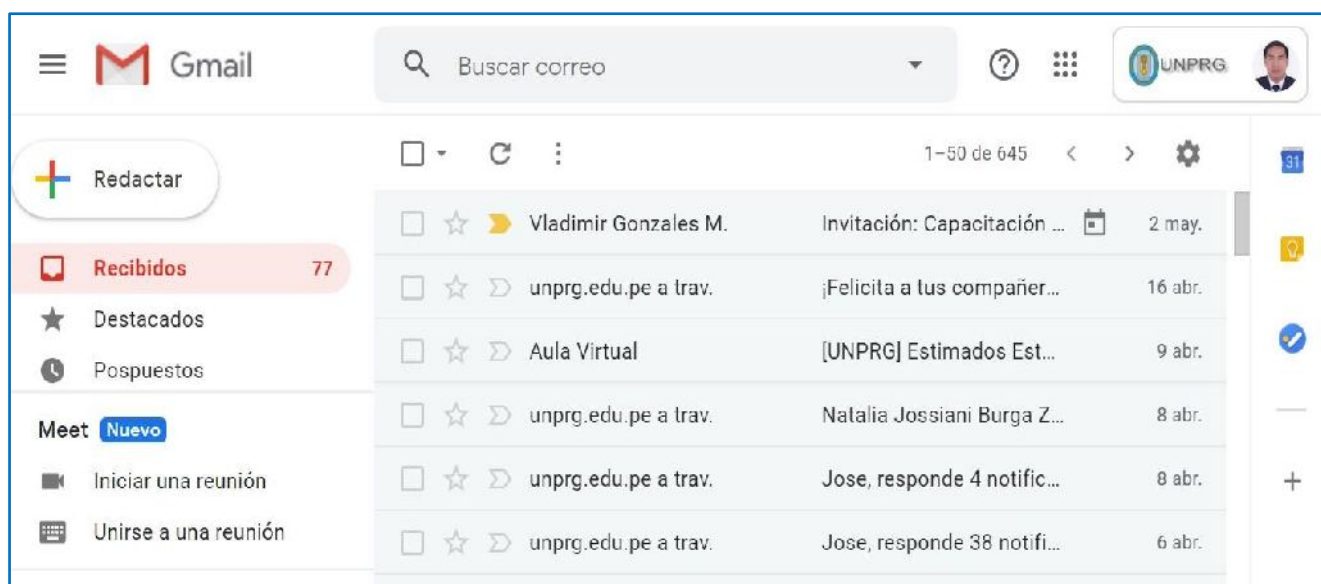 Gmail
Buscar correo
UNPRG
Redactar
1–50 de 645
Recibidos 77
Destacados
Pospuestos
Meet Nuevo
Iniciar una reunión
Unirse a una reunión
Vladimir Gonzales M. Invitación: Capacitación ... 2 may.
unprg.edu.pe a trav. ¡Felicita a tus compañer... 16 abr.
Aula Virtual [UNPRG] Estimados Est... 9 abr.
unprg.edu.pe a trav. Natalia Jossiani Burga Z... 8 abr.
unprg.edu.pe a trav. Jose, responde 4 notific... 8 abr.
unprg.edu.pe a trav. Jose, responde 38 notifi... 6 abr.
31